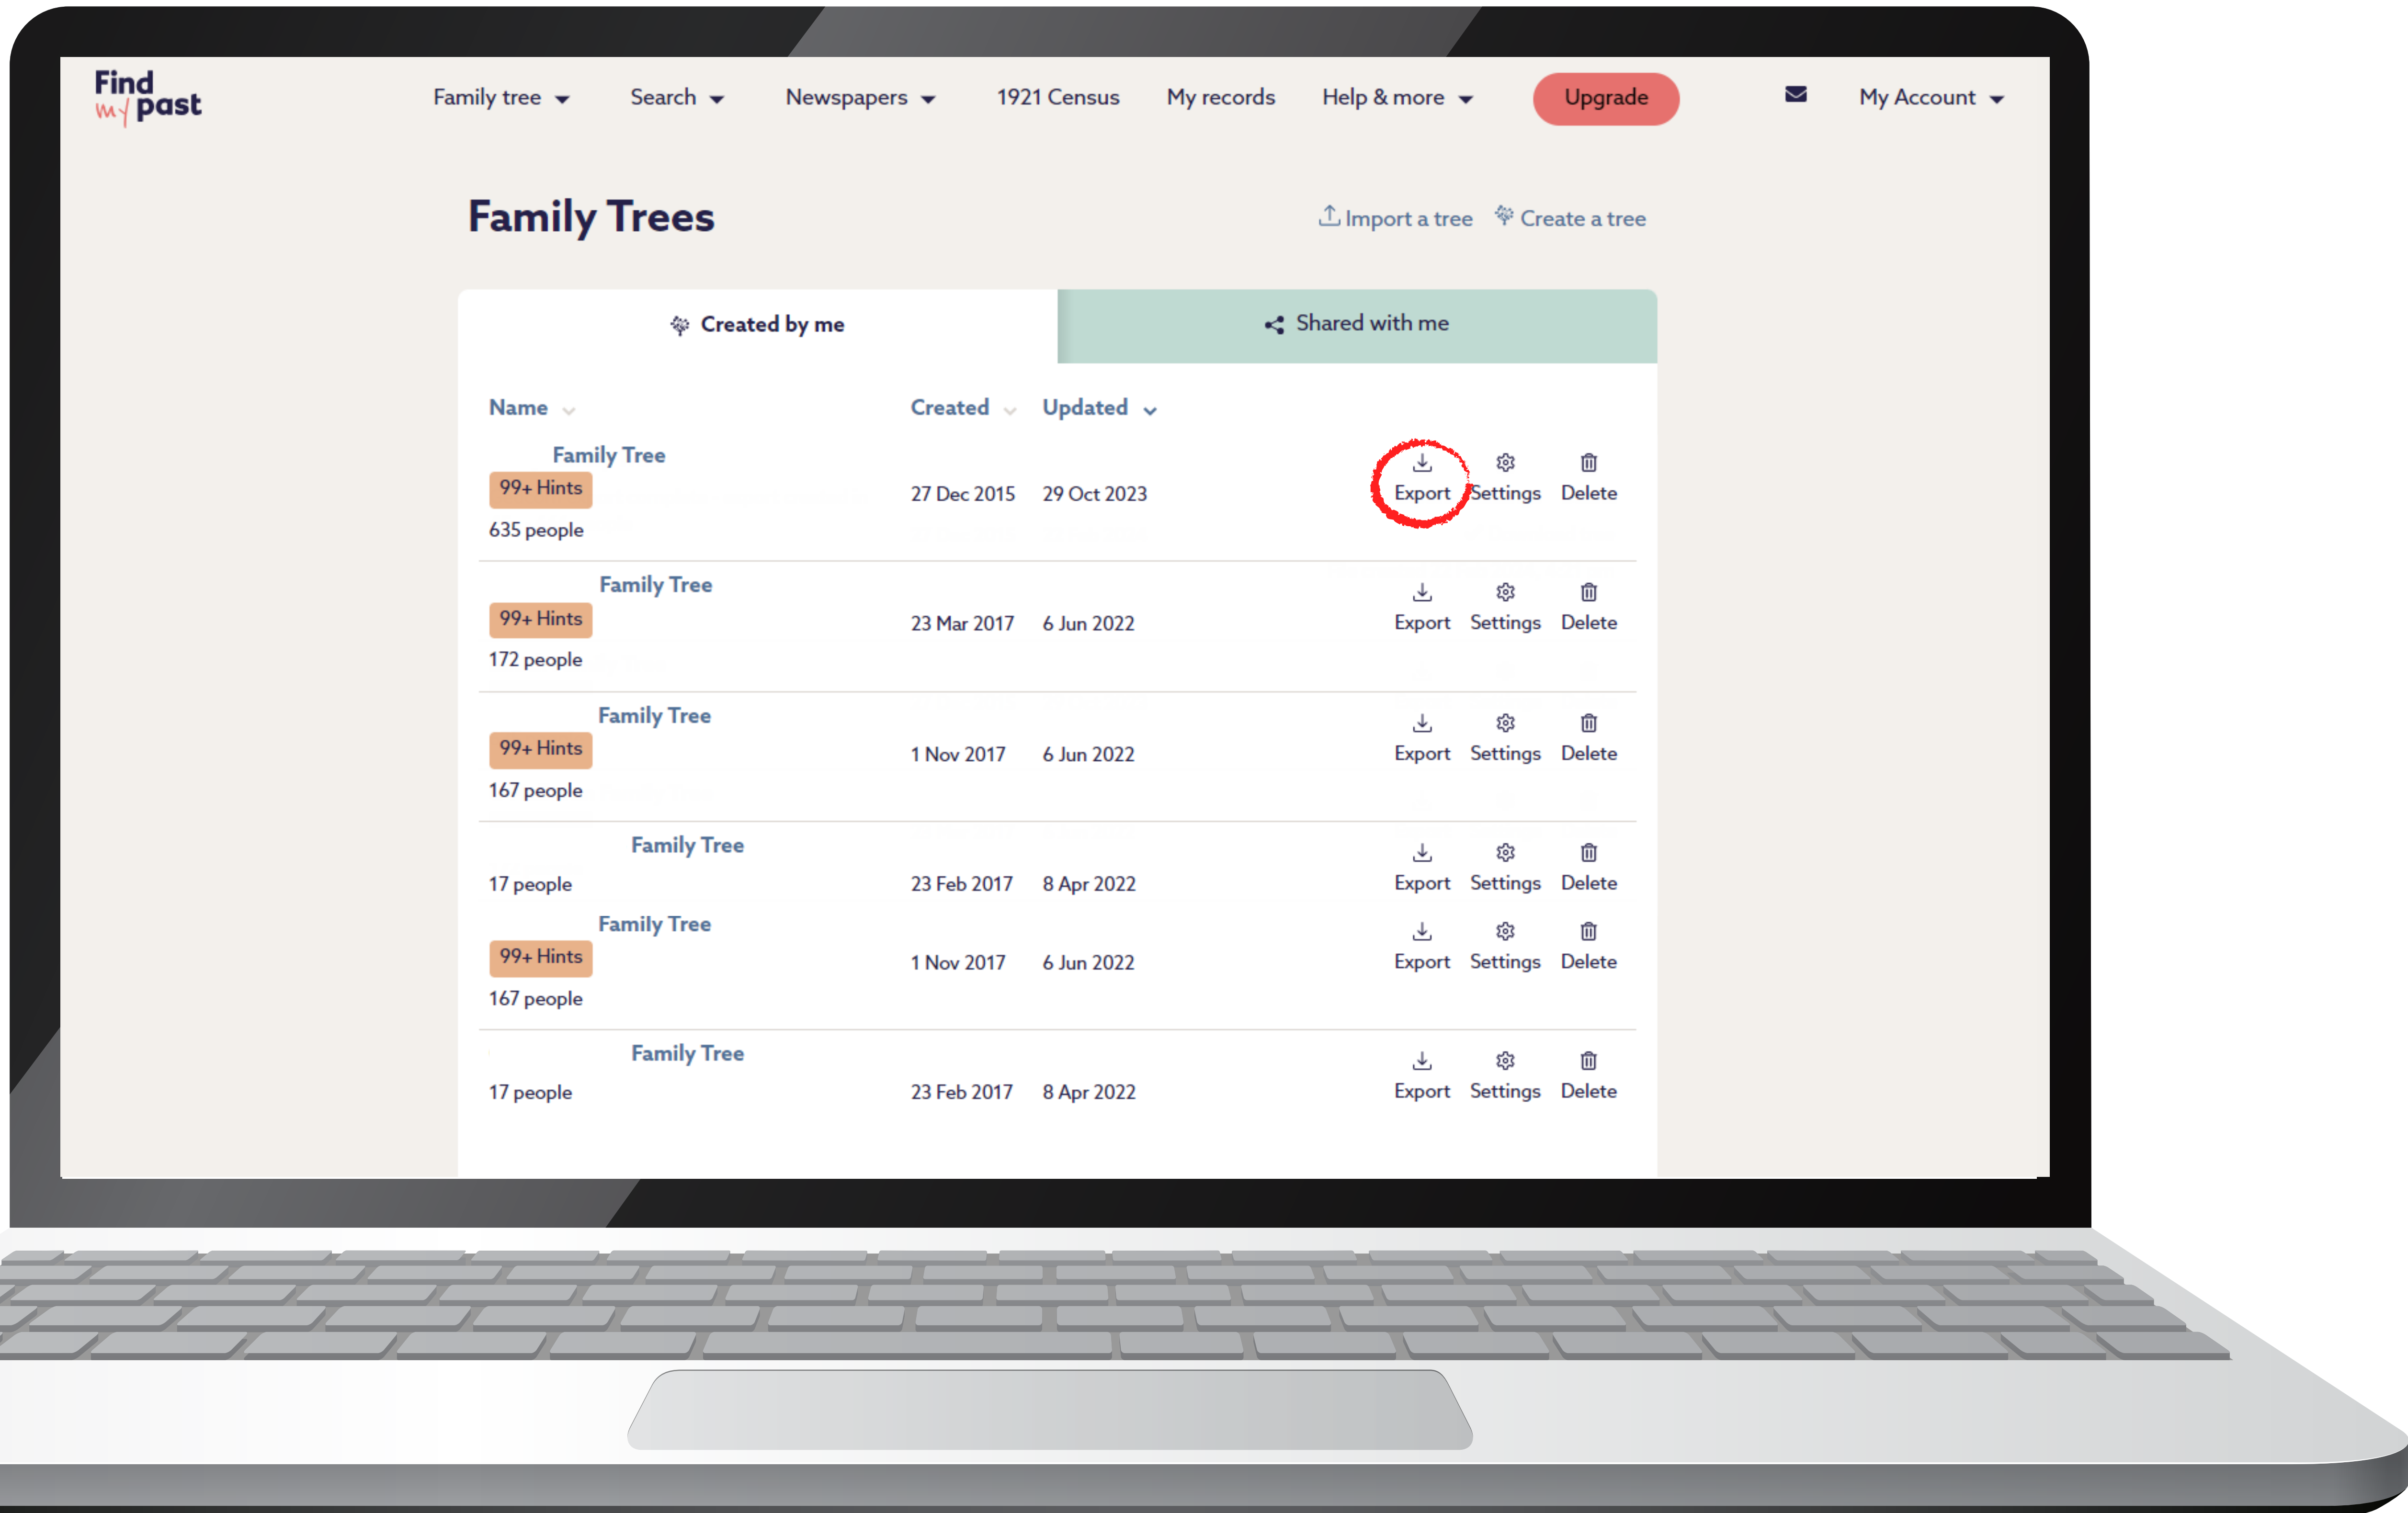 Find
my past
Family tree Search Newspapers 1921 Census My records Help & more Upgrade My Account
Family Trees
Import a tree Create a tree
Created by me Shared with me
Name Created Updated
Family Tree
99+ Hints
27 Dec 2015 29 Oct 2023 Export Settings Delete
635 people
Family Tree
99+ Hints
23 Mar 2017 6 Jun 2022 Export Settings Delete
172 people
Family Tree
99+ Hints
1 Nov 2017 6 Jun 2022 Export Settings Delete
167 people
Family Tree
17 people 23 Feb 2017 8 Apr 2022 Export Settings Delete
Family Tree
99+ Hints
1 Nov 2017 6 Jun 2022 Export Settings Delete
167 people
Family Tree
17 people 23 Feb 2017 8 Apr 2022 Export Settings Delete